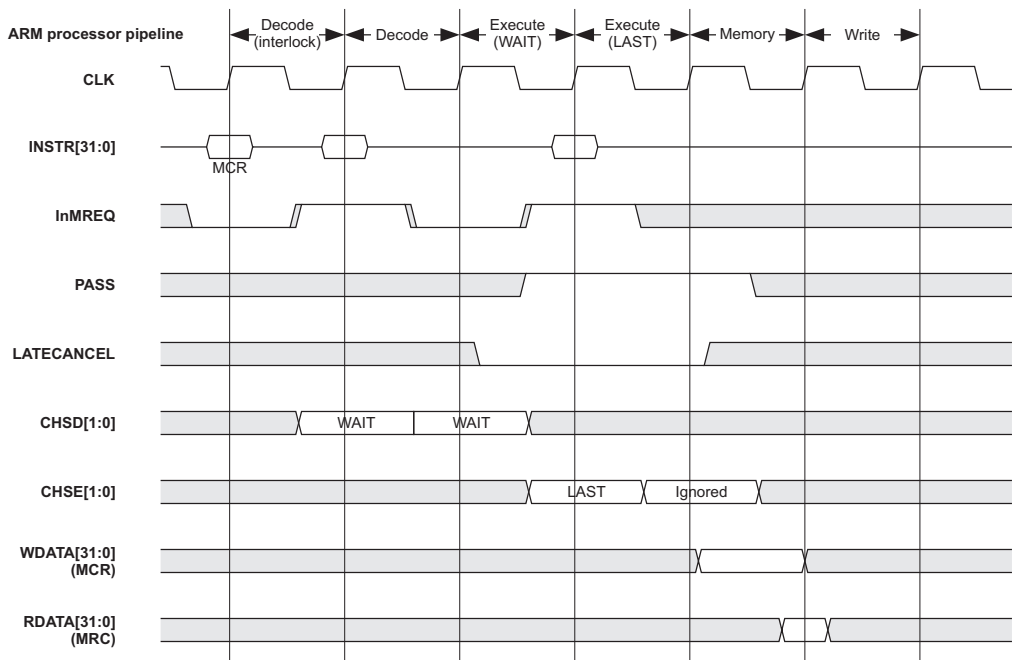 ARM processor pipeline
Decode
(interlock)
Decode
Execute
(WAIT)
Execute
(LAST)
Memory
Write
CLK
INSTR[31:0]
MCR
InMREQ
PASS
LATECANCEL
CHSD[1:0]
WAIT
WAIT
CHSE[1:0]
LAST
Ignored
WDATA[31:0]
(MCR)
RDATA[31:0]
(MRC)